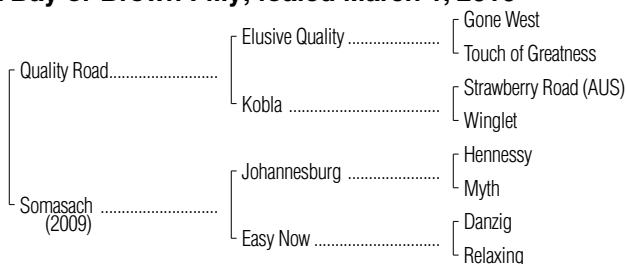 Bay or Brown Filly; foaled March 4, 2016
Gone West
Elusive Quality ....................
Touch of Greatness
Quality Road........................
Strawberry Road (AUS)
Kobla .................................
Winglet
Hennessy
Johannesburg ....................
Myth
Somasach ..........................
(2009)
Danzig
Easy Now ...........................
Relaxing